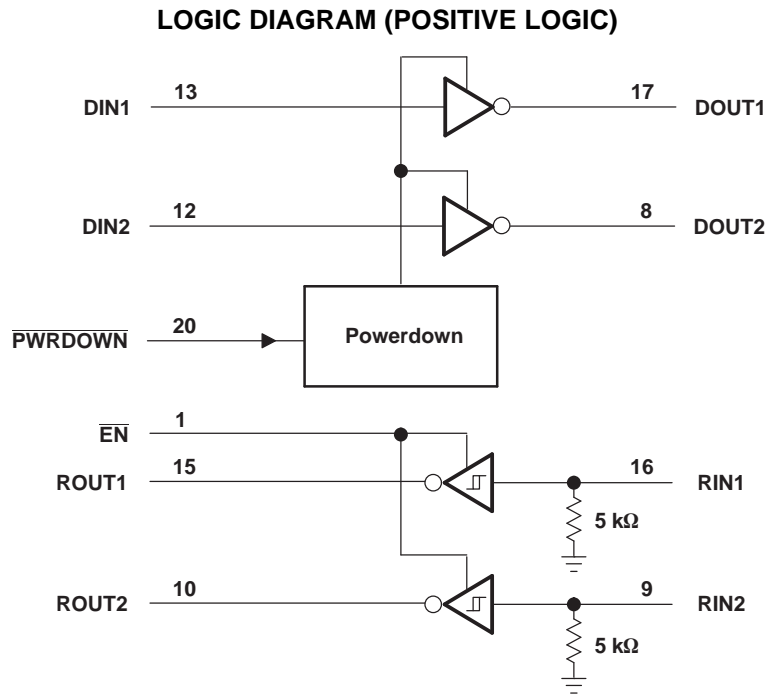 LOGIC DIAGRAM (POSITIVE LOGIC)
DIN1 13 17 DOUT1
DIN2 12 8 DOUT2
PWRDOWN 20 Powerdown
EN 1
ROUT1 15 16 RIN1
5 kΩ
ROUT2 10 9 RIN2
5 kΩ